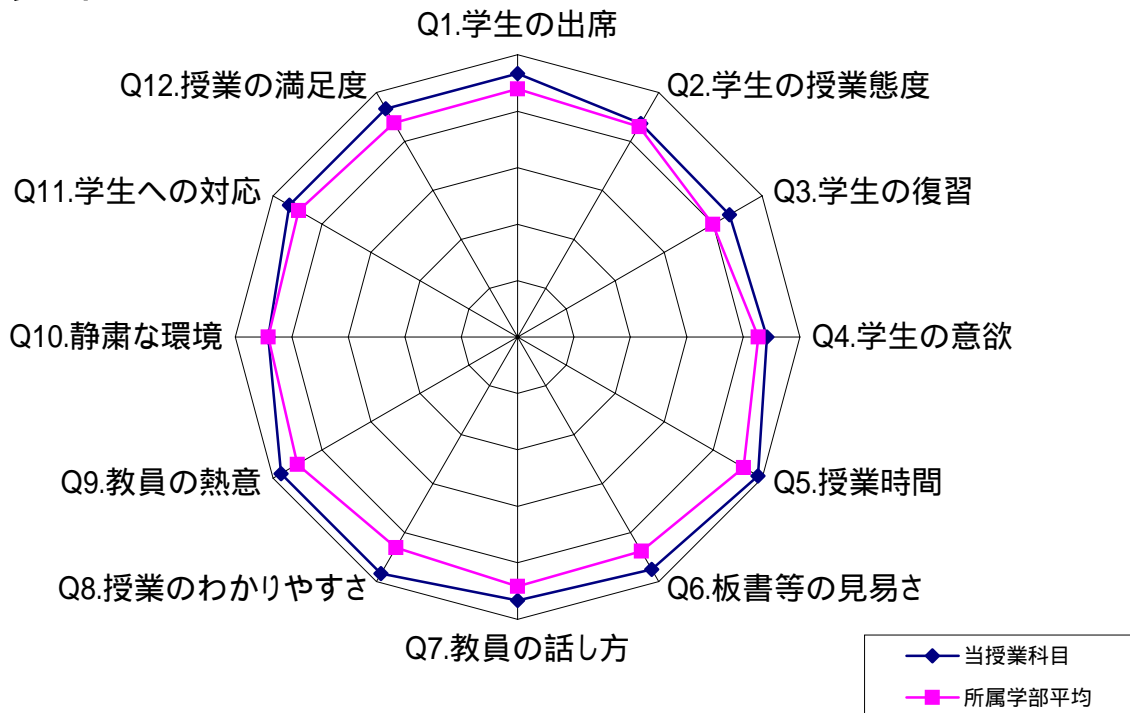 Q1.学生の出席
Q2.学生の授業態度
Q3.学生の復習
Q4.学生の意欲
Q5.授業時間
Q6.板書等の見易さ
Q7.教員の話し方
Q8.授業のわかりやすさ
Q9.教員の熱意
Q10.静粛な環境
Q11.学生への対応
Q12.授業の満足度
当授業科目
所属学部平均